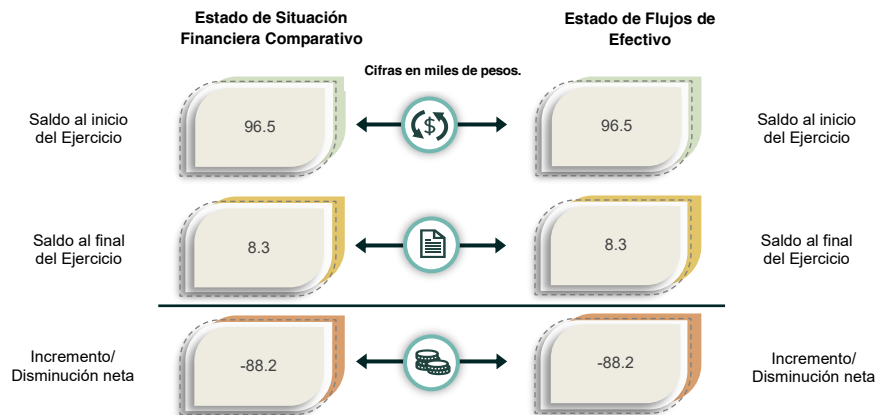 Estado de Situación
Financiera Comparativo
Estado de Flujos de
Efectivo
Cifras en miles de pesos.
Saldo al inicio
del Ejercicio
96.5
$
96.5
Saldo al inicio
del Ejercicio
Saldo al final
del Ejercicio
8.3
8.3
Saldo al final
del Ejercicio
Incremento/
Disminución neta
-88.2
-88.2
Incremento/
Disminución neta